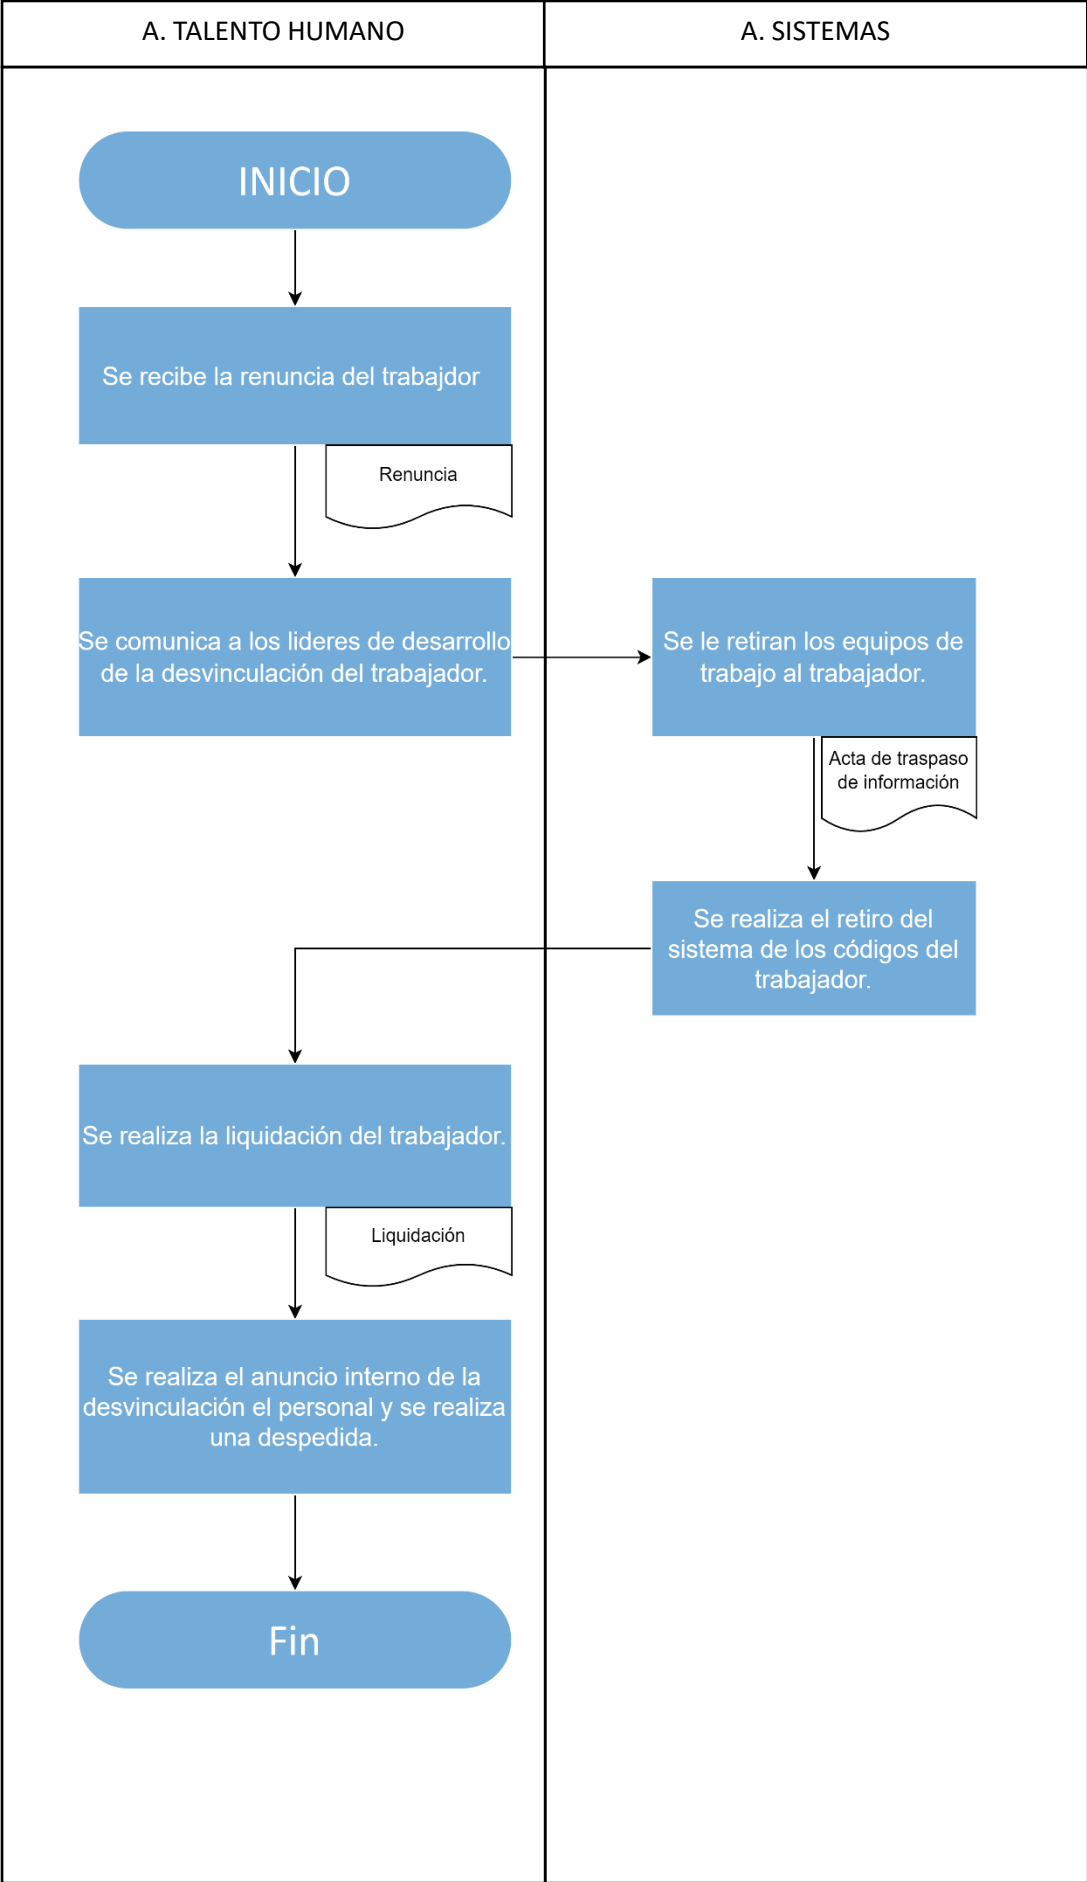 A. TALENTO HUMANO
A. SISTEMAS
INICIO
Se recibe la renuncia del trabajdor
Renuncia
Se comunica a los lideres de desarrollo
de la desvinculación del trabajador.
Se le retiran los equipos de
trabajo al trabajador.
Acta de traspaso
de información
Se realiza el retiro del
sistema de los códigos del
trabajador.
Se realiza la liquidación del trabajador.
Liquidación
Se realiza el anuncio interno de la
desvinculación el personal y se realiza
una despedida.
Fin